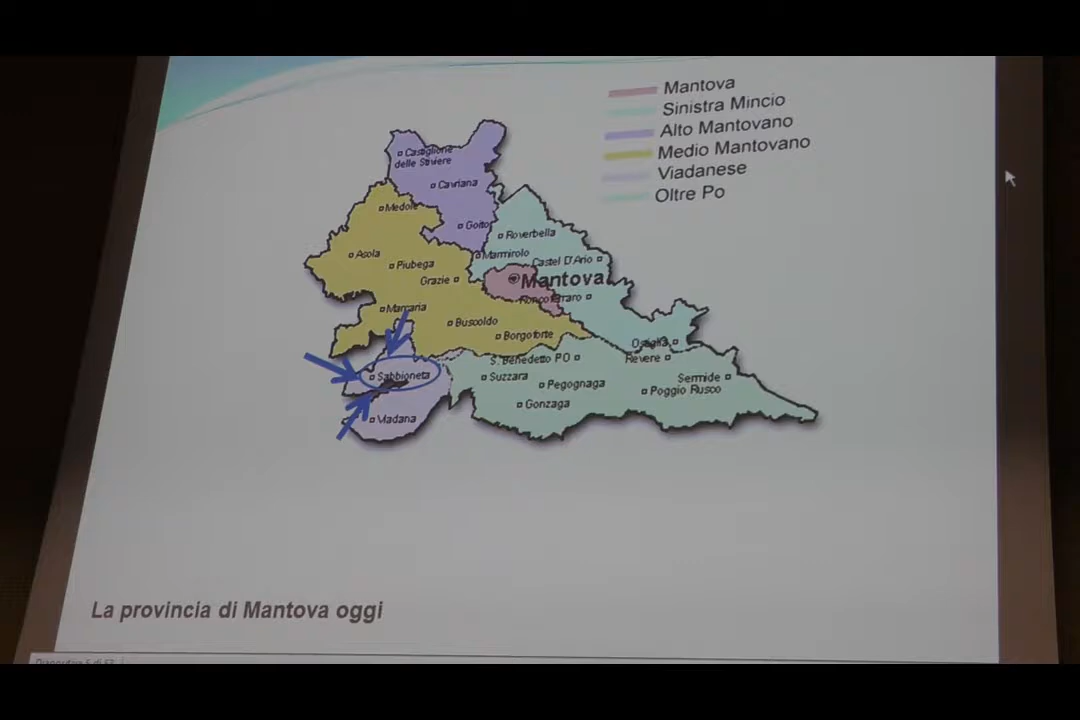 Mantova
Sinistra Mincio
Alto Mantovano
Medio Mantovano
Viadanese
Oltre Po
Castiglione
delle Stiviere
Cavriana
Medole
Goito
Roverbella
Asola
Marmirolo
Castel D'Ario
Piubega
Grazie
Mantova
Roncoferraro
Marcaria
Buscoldo
Borgoforte
Ostiglia
S. Benedetto PO
Revere
Sabbioneta
Suzzara
Pegognaga
Sermide
Poggio Rusco
Gonzaga
Viadana
La provincia di Mantova oggi